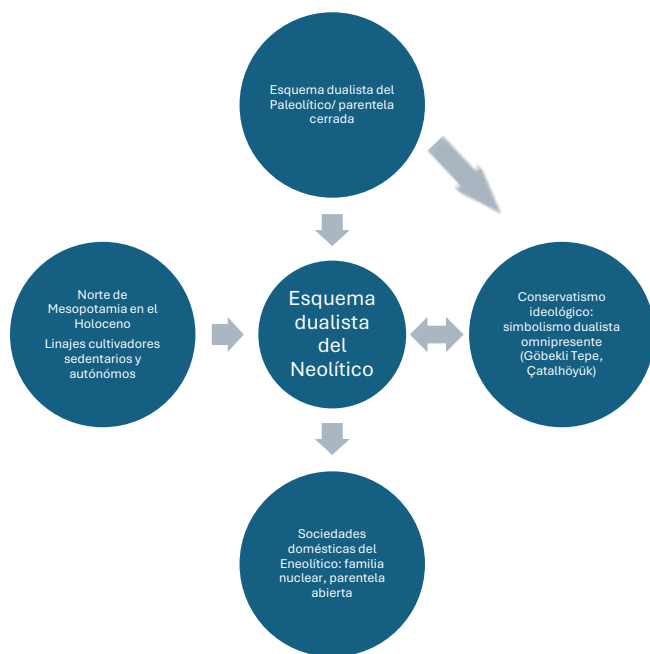 Esquema dualista del
Paleolítico/ parentela
cerrada
Norte de
Mesopotamia en el
Holoceno
Linajes cultivadores
sedentarios y
autónómos
Esquema
dualista
del
Neolítico
Conservatismo
ideológico:
simbolismo dualista
omnipresente
(Göbekli Tepe,
Çatalhöyük)
Sociedades
domésticas del
Eneolítico: familia
nuclear, parentela
abierta